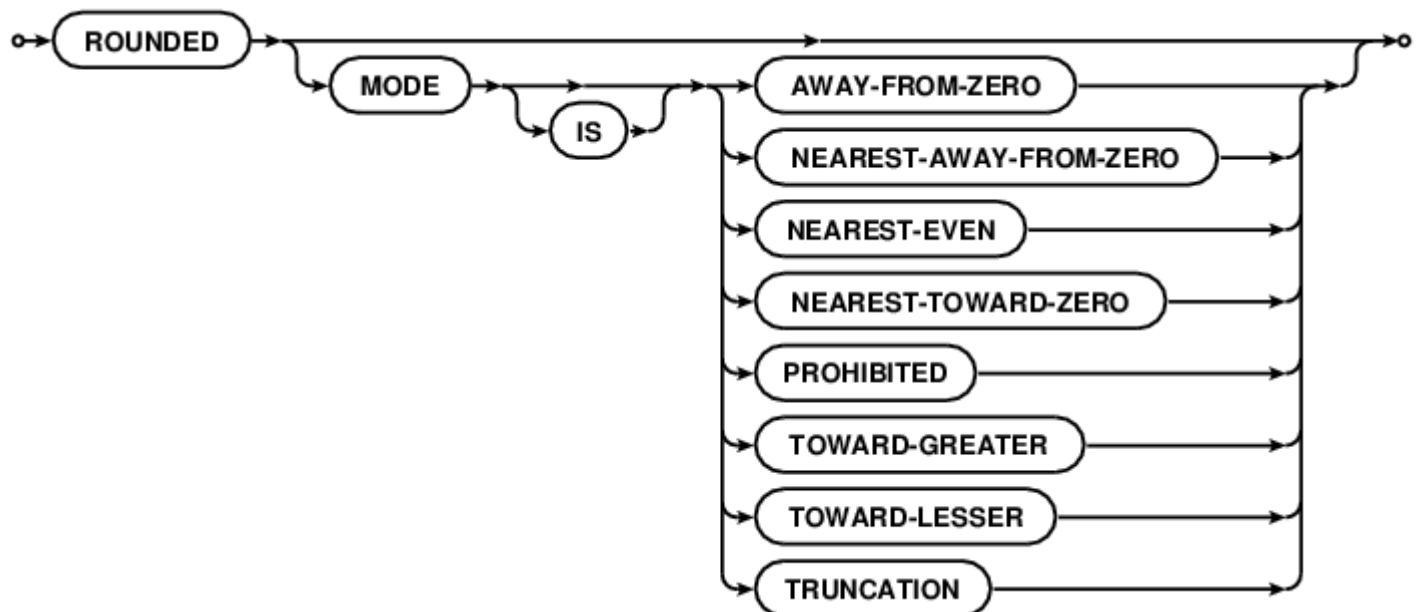 ROUNDED
MODE
AWAY-FROM-ZERO
IS
NEAREST-AWAY-FROM-ZERO
NEAREST-EVEN
NEAREST-TOWARD-ZERO
PROHIBITED
TOWARD-GREATER
TOWARD-LESSER
TRUNCATION